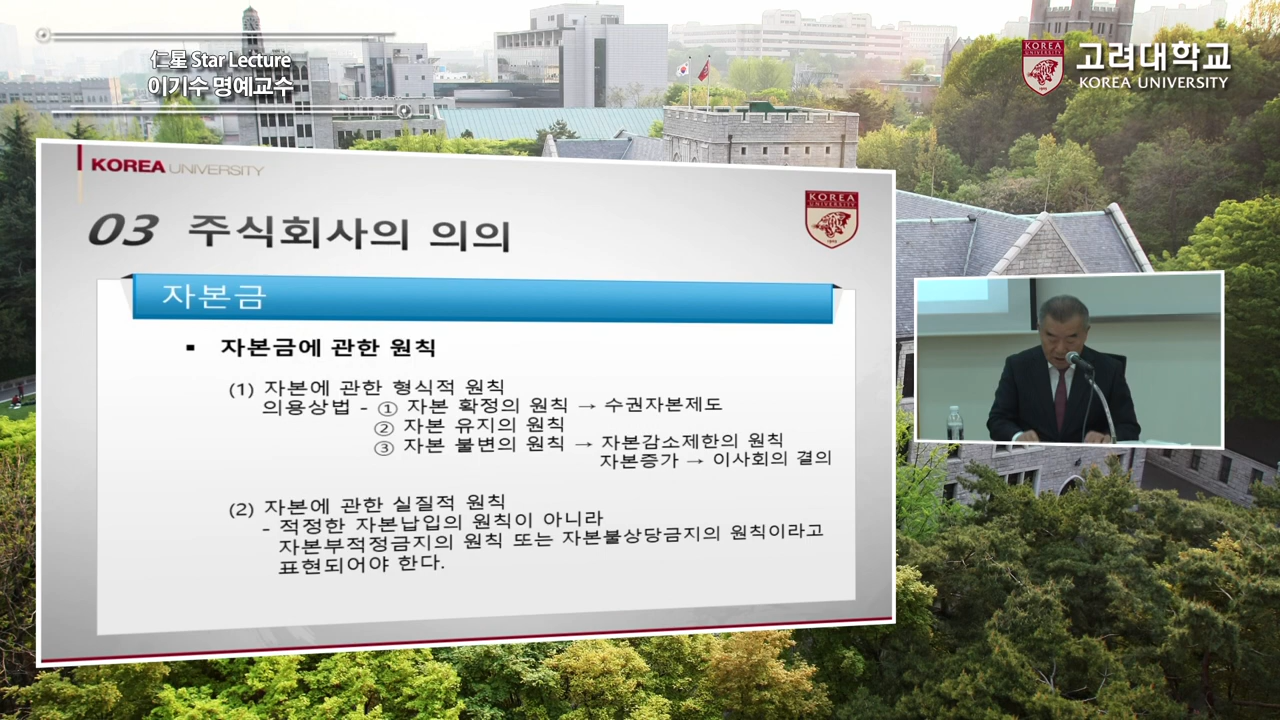 仁星 Star Lecture
이기수 명예교수
KOREA UNIVERSITY
고려대학교
KOREA UNIVERSITY
KOREA UNIVERSITY
KOREA UNIVERSITY
03 주식회사의 의의
자본금
▪ 자본금에 관한 원칙
(1) 자본에 관한 형식적 원칙
의용상법 - ① 자본 확정의 원칙 → 수권자본제도
② 자본 유지의 원칙
③ 자본 불변의 원칙 → 자본감소제한의 원칙
자본증가 → 이사회의 결의
(2) 자본에 관한 실질적 원칙
- 적정한 자본납입의 원칙이 아니라
자본부적정금지의 원칙 또는 자본불상당금지의 원칙이라고
표현되어야 한다.